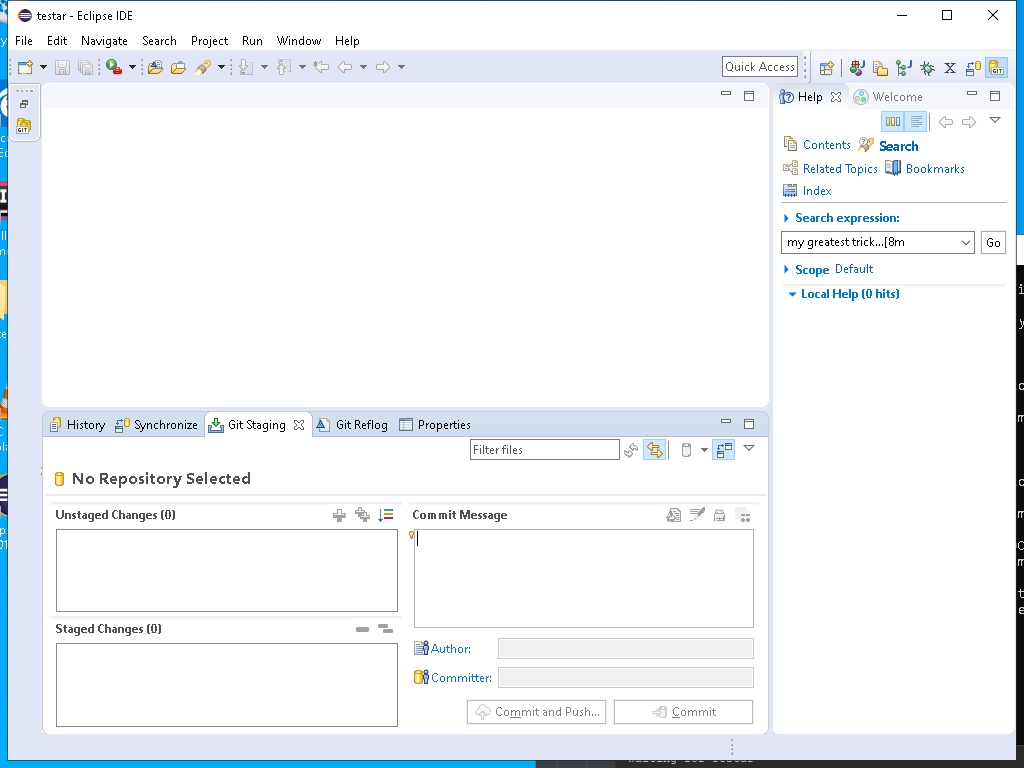 testar - Eclipse IDE
File Edit Navigate Search Project Run Window Help
Quick Access
GIT
GIT
Help
Welcome
Contents Search
Related Topics Bookmarks
Index
Search expression:
my greatest trick...[8m Go
Scope Default
Local Help (0 hits)
History Synchronize Git Staging Git Reflog Properties
Filter files
No Repository Selected
Unstaged Changes (0)
Commit Message
Staged Changes (0)
Author:
Committer:
Commit and Push...
Commit